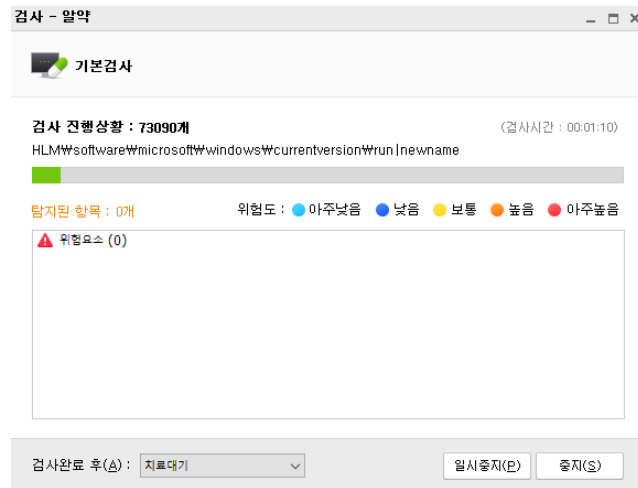 검사 - 알약
기본검사
검사 진행상황 : 73090개 (검사시간 : 00:01:10)
HLM₩software₩microsoft₩windows₩currentversion₩run|newname
탐지된 항목 : 0개 위험도 : 아주낮음 낮음 보통 높음 아주높음
위험요소 (0)
검사완료 후(A) : 치료대기 일시중지(P) 중지(S)